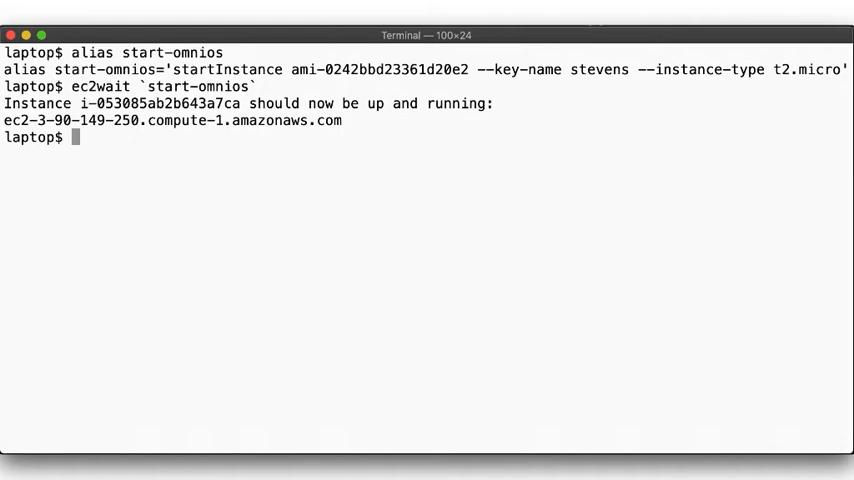 Terminal — 100×24
laptop$ alias start-omnios
alias start-omnios='startInstance ami-0242bbd23361d20e2 --key-name stevens --instance-type t2.micro'
laptop$ ec2wait `start-omnios`
Instance i-053085ab2b643a7ca should now be up and running:
ec2-3-90-149-250.compute-1.amazonaws.com
laptop$